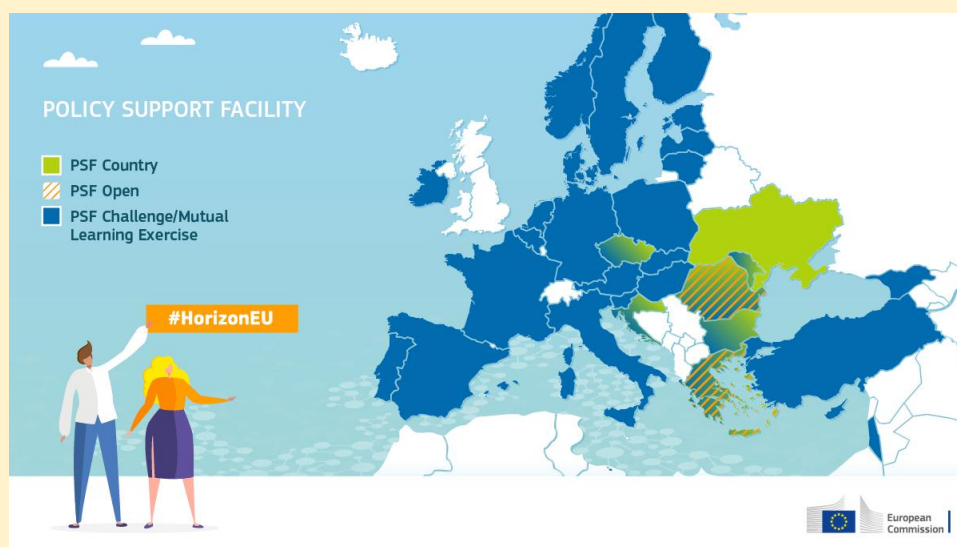 POLICY SUPPORT FACILITY
PSF Country
PSF Open
PSF Challenge/Mutual
Learning Exercise
#HorizonEU
European
Commission